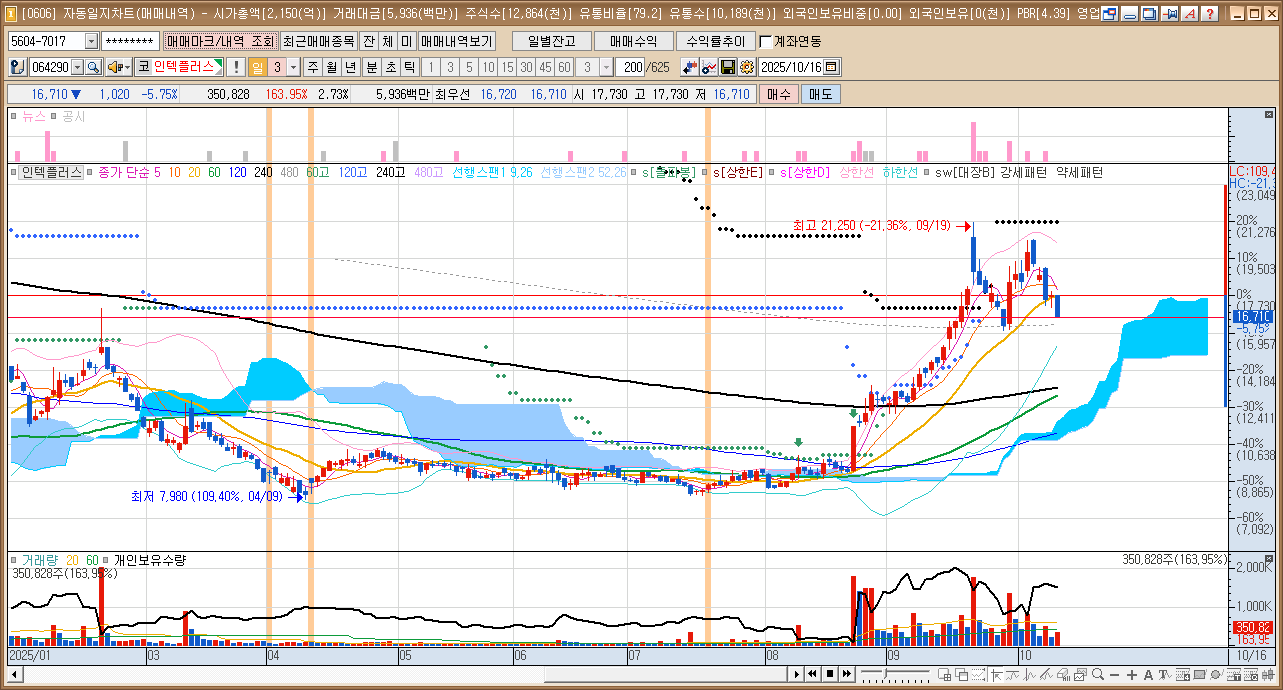 [0606] 자동일지차트(매매내역) - 시가총액[2,150(억)] 거래대금[5,936(백만)] 주식수[12,864(천)] 유통비율[79.2] 유통수[10,189(천)] 외국인보유비중[0.00] 외국인보유[0(천)] PBR[4.39] 영업
5604-7017 ******** 매매마크/내역 조회 최근매매종목 잔 체 미 매매내역보기 일별잔고 매매수익 수익률추이 계좌연동
064290 코 인텍플러스 ! 일 3 주 월 년 분 초 틱 1 3 5 10 15 30 45 60 3 200 /625 2025/10/16
16,710 ▼ 1,020 -5.75% 350,828 163.95% 2.73% 5,936백만 최우선 16,720 16,710 시 17,730 고 17,730 저 16,710 매수 매도
뉴스 공시
인텍플러스 종가 단순 5 10 20 60 120 240 480 60고 120고 240고 480고 선행스팬1 9,26 선행스팬2 52,26 s[돌파봉] s[상한E] s[상한D] 상한선 하한선 sw[대장B] 강세패턴 약세패턴
LC:109,4
HC:-21,3
(23,049
20%
(21,276
최고 21,250 (-21,36%, 09/19)
10%
(19,503
0%
(17,730
16,710
-5,75%
(15,957
-20%
(14,184
-30%
(12,411
-40%
(10,638
-50%
(8,865)
최저 7,980 (109,40%, 04/09)
-60%
(7,092)
거래량 20 60 개인보유수량
350,828주(163,95%)
350,828주(163,95%)
2,000K
1,000K
350,82
163,95
2025/01 03 04 05 06 07 08 09 10 10/16